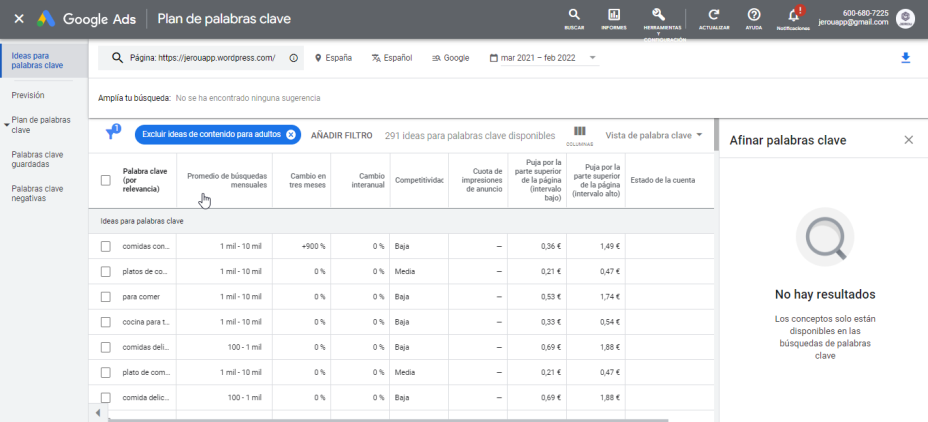 Google Ads
Plan de palabras clave
BUSCAR
INFORMES
HERRAMIENTAS
Y
CONFIGURACIÓN
ACTUALIZAR
AYUDA
!
Notificaciones
600-680-7225
jerouapp@gmail.com
Ideas para
palabras clave
Previsión
Plan de palabras
clave
Palabras clave
guardadas
Palabras clave
negativas
Página: https://jerouapp.wordpress.com/
España
Español
Google
mar 2021 – feb 2022
Amplía tu búsqueda: No se ha encontrado ninguna sugerencia
1
Excluir ideas de contenido para adultos
AÑADIR FILTRO
291 ideas para palabras clave disponibles
COLUMNAS
Vista de palabra clave
Palabra clave
(por
relevancia)
Promedio de búsquedas
mensuales
Cambio en
tres meses
Cambio
interanual
Competitividad
Cuota de
impresiones
de anuncio
Puja por la
parte superior
de la página
(intervalo
bajo)
Puja por la
parte superior
de la página
(intervalo alto)
Estado de la cuenta
Ideas para palabras clave
comidas con... 1 mil - 10 mil +900 % 0 % Baja – 0,36 € 1,49 €
platos de co... 1 mil - 10 mil 0 % 0 % Media – 0,21 € 0,47 €
para comer 1 mil - 10 mil 0 % 0 % Baja – 0,53 € 1,74 €
cocina para t... 1 mil - 10 mil 0 % 0 % Baja – 0,33 € 0,54 €
comidas deli... 100 - 1 mil 0 % 0 % Baja – 0,69 € 1,88 €
plato de com... 1 mil - 10 mil 0 % 0 % Media – 0,21 € 0,47 €
comida delic... 100 - 1 mil 0 % 0 % Baja – 0,69 € 1,88 €
Afinar palabras clave
No hay resultados
Los conceptos solo están
disponibles en las
búsquedas de palabras
clave